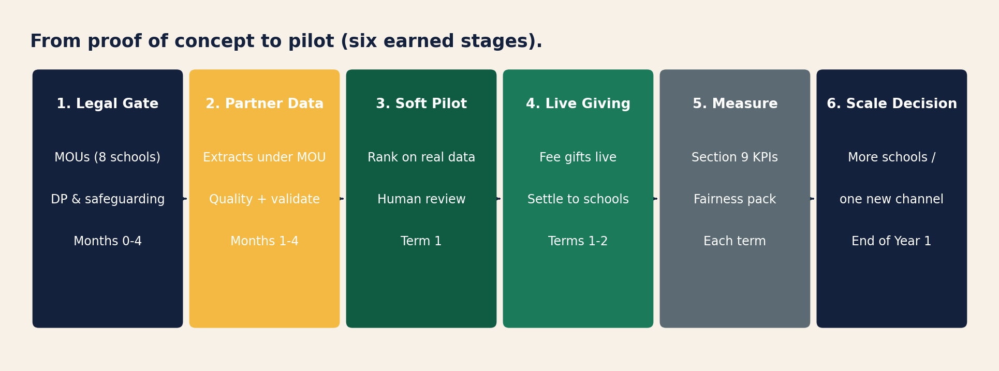 From proof of concept to pilot (six earned stages).
1. Legal Gate
MOUs (8 schools)
DP & safeguarding
Months 0-4
2. Partner Data
Extracts under MOU
Quality + validate
Months 1-4
3. Soft Pilot
Rank on real data
Human review
Term 1
4. Live Giving
Fee gifts live
Settle to schools
Terms 1-2
5. Measure
Section 9 KPIs
Fairness pack
Each term
6. Scale Decision
More schools /
one new channel
End of Year 1